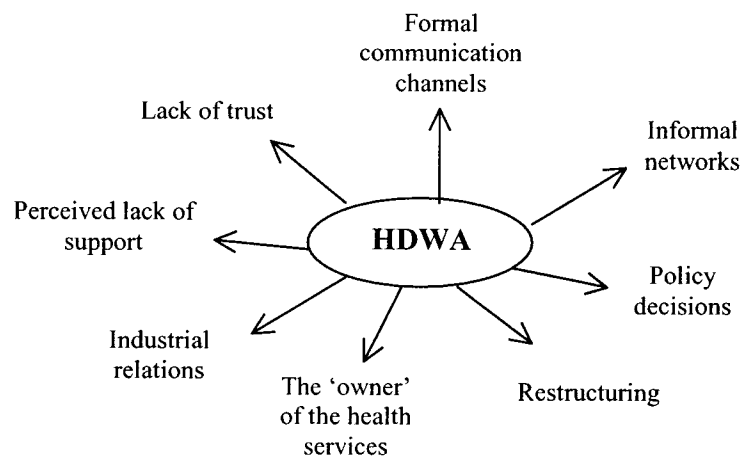 Formal
communication
channels
Lack of trust
Informal
networks
Perceived lack of
support
HDWA
Policy
decisions
Industrial
relations
The ‘owner’
of the health
services
Restructuring